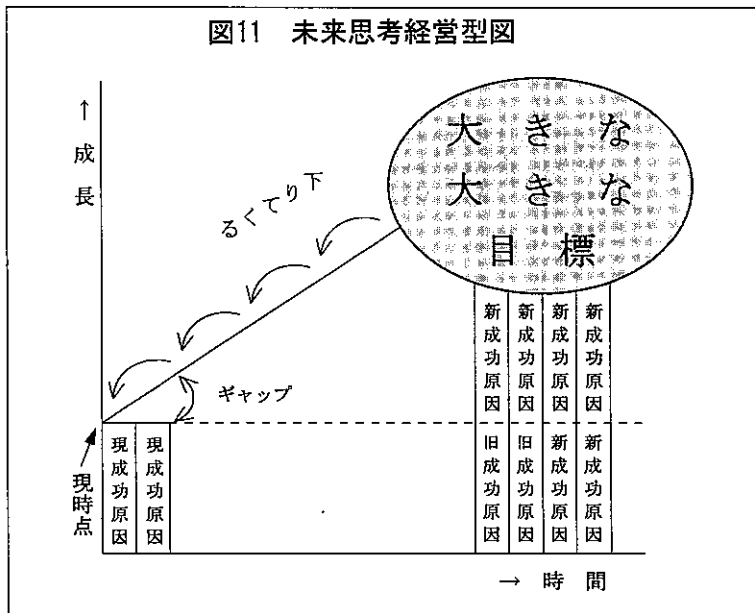 図11 未来思考経営型図
↑成長
大きな
大きな
目標
るくてり下
ギャップ
新成功原因
新成功原因
新成功原因
新成功原因
現成功原因
現成功原因
旧成功原因
旧成功原因
新成功原因
新成功原因
現時点
→ 時間